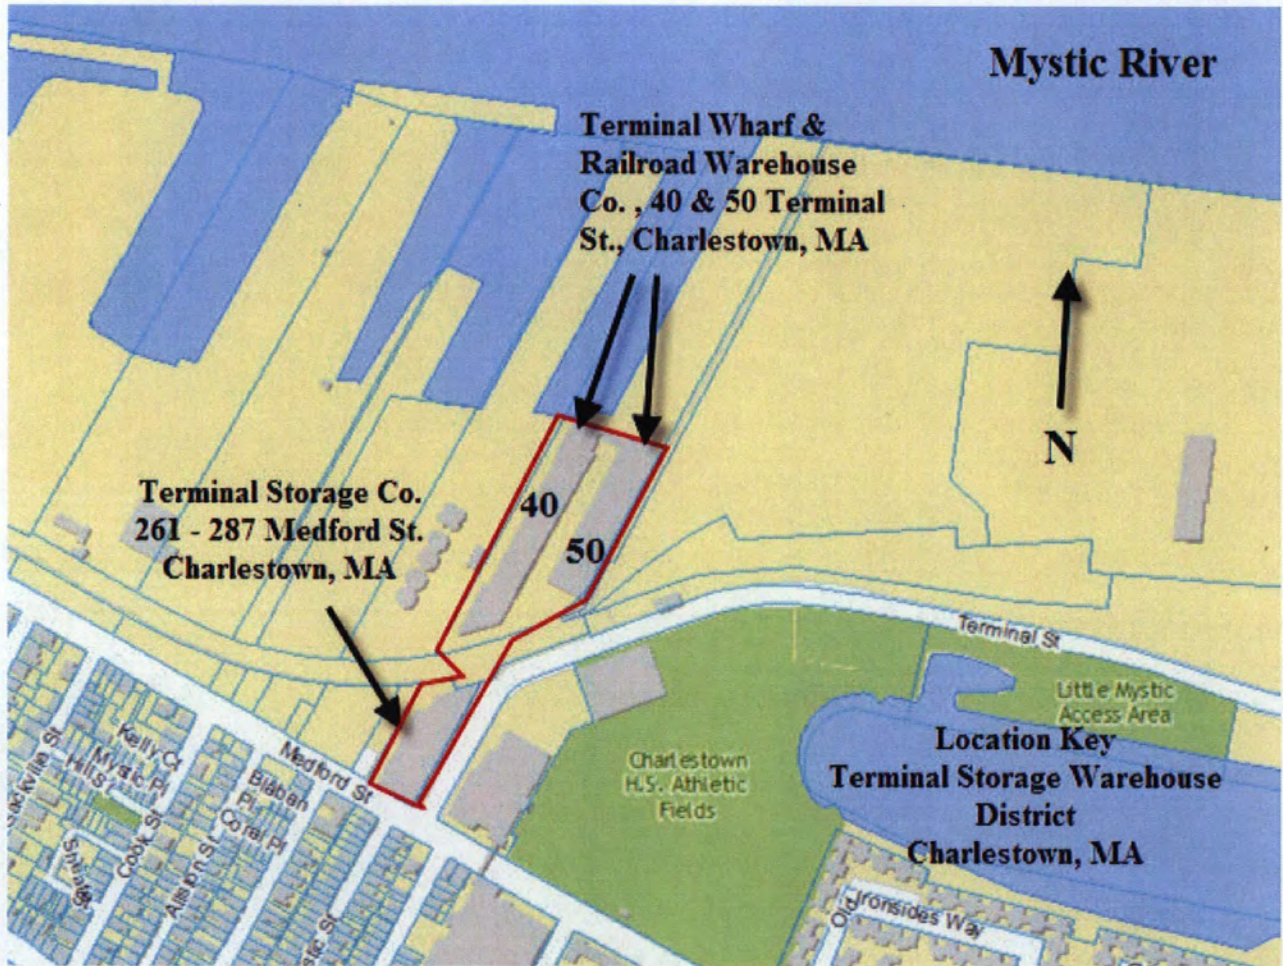 Mystic River
Terminal Wharf &
Railroad Warehouse
Co. , 40 & 50 Terminal
St., Charlestown, MA
N
Terminal Storage Co.
261 - 287 Medford St.
Charlestown, MA
40
50
Terminal St
Little Mystic
Access Area
Location Key
Terminal Storage Warehouse
District
Charlestown, MA
Charlestown
H.S. Athletic
Fields
Medford St
Kelly Ct
Mystic Pl
Hill St
Cook St
Allston St
Coral Pl
Old Ironsides Way